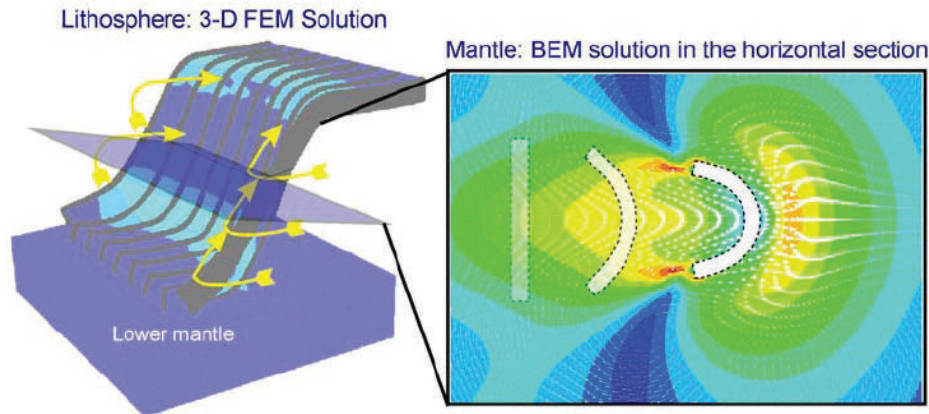 Lithosphere: 3-D FEM Solution
Mantle: BEM solution in the horizontal section
Lower mantle